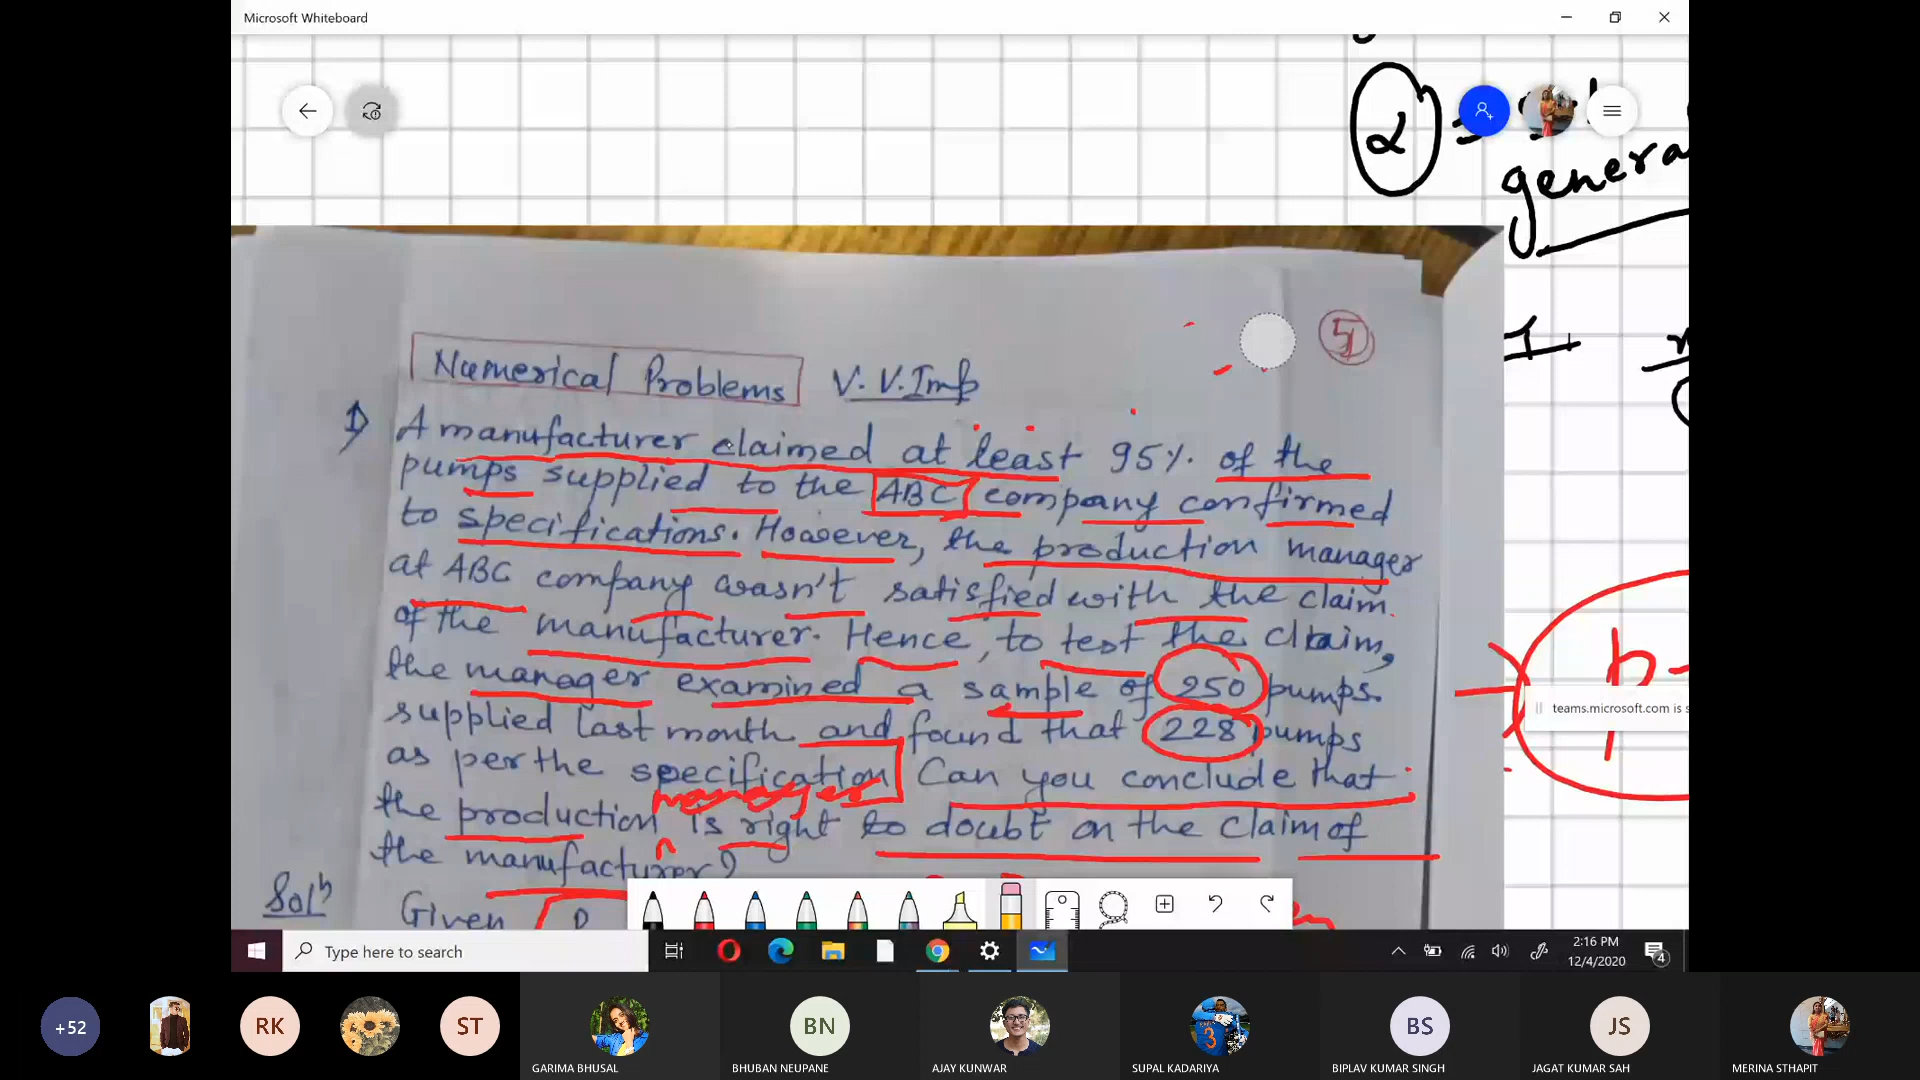 Microsoft Whiteboard
α
genera
Numerical Problems V.V.Imp
5
1) A manufacturer claimed at least 95% of the
pumps supplied to the ABC company confirmed
to specifications. However, the production manager
at ABC company wasn't satisfied with the claim.
of the manufacturer. Hence, to test the claim,
the manager examined a sample of 250 pumps.
supplied last month and found that 228 pumps
as per the specification Can you conclude that
manager
the production ^ is right to doubt on the claim of
the manufacturer?
Solⁿ Given
teams.microsoft.com is s
Type here to search
2:16 PM
12/4/2020
4
+52
RK
ST
GARIMA BHUSAL
BN
BHUBAN NEUPANE
AJAY KUNWAR
SUPAL KADARIYA
BS
BIPLAV KUMAR SINGH
JS
JAGAT KUMAR SAH
MERINA STHAPIT